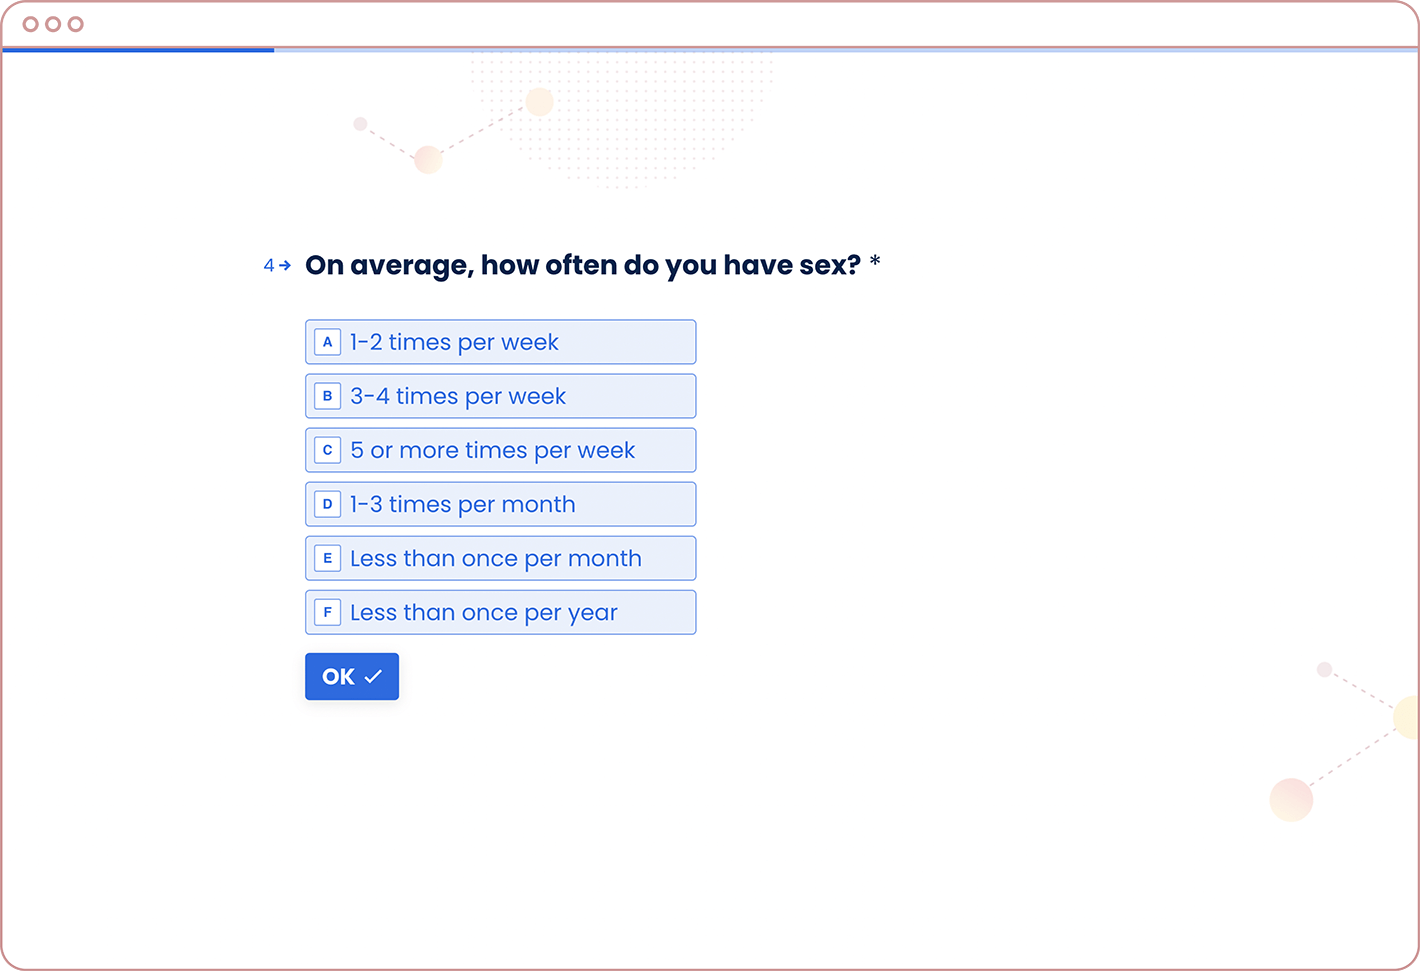 4→ On average, how often do you have sex? *
A 1-2 times per week
B 3-4 times per week
C 5 or more times per week
D 1-3 times per month
E Less than once per month
F Less than once per year
OK ✓